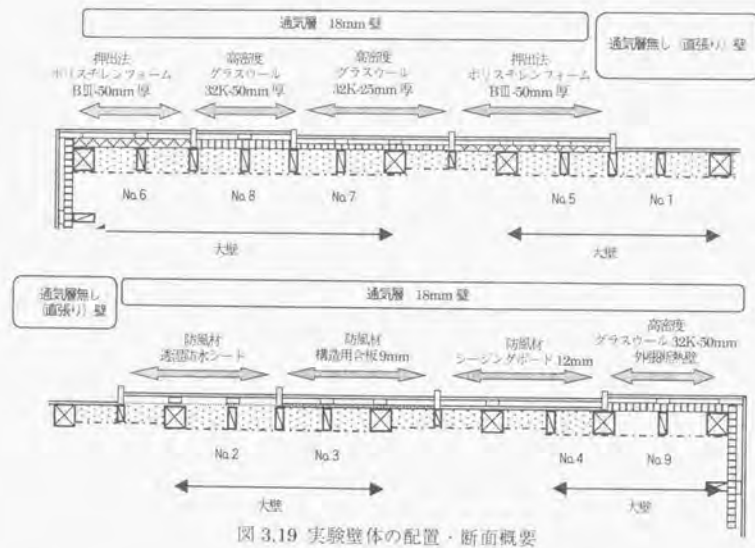 通気層 18mm 壁
通気層無し (直張り) 壁
押出法
ポリスチレンフォーム
BⅢ-50mm 厚
高密度
グラスウール
32K-50mm 厚
高密度
グラスウール
32K-25mm 厚
押出法
ポリスチレンフォーム
BⅢ-50mm 厚
No.6
No.8
No.7
No.5
No.1
大壁
大壁
通気層無し
(直張り) 壁
通気層 18mm 壁
防風材
透湿防水シート
防風材
構造用合板 9mm
防風材
シージングボード 12mm
高密度
グラスウール 32K-50mm
外張断熱壁
No.2
No.3
No.4
No.9
大壁
大壁
図 3.19 実験壁体の配置・断面概要